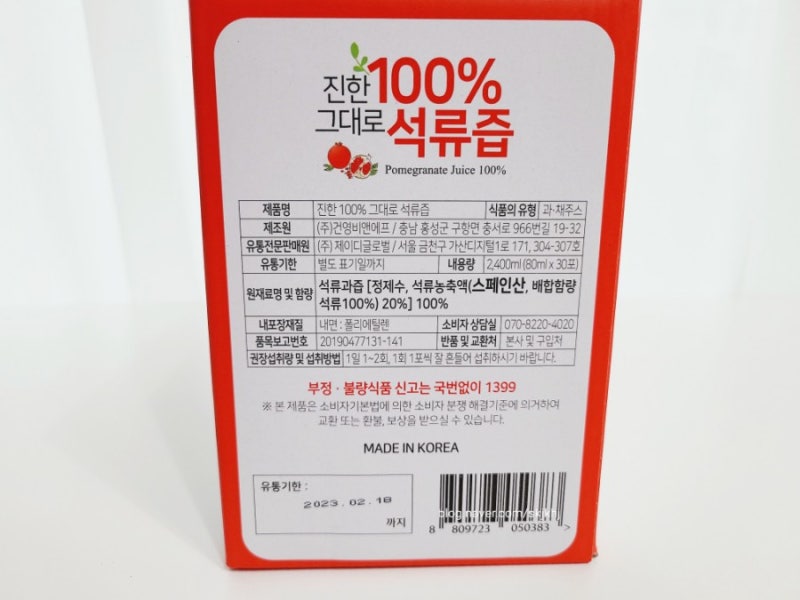 진한 100%
그대로 석류즙
Pomegranate Juice 100%
제품명 진한 100% 그대로 석류즙 식품의 유형 과·채주스
제조원 (주)건영비앤에프 / 충남 홍성군 구항면 충서로 966번길 19-32
유통전문판매원 (주) 제이디글로벌 / 서울 금천구 가산디지털1로 171, 304-307호
유통기한 별도 표기일까지 내용량 2,400ml (80ml x 30포)
원재료명 및 함량 석류과즙 [정제수, 석류농축액(스페인산, 배합함량
석류100%) 20%] 100%
내포장재질 내면 : 폴리에틸렌 소비자 상담실 070-8220-4020
품목보고번호 20190477131-141 반품 및 교환처 본사 및 구입처
권장섭취량 및 섭취방법 1일 1~2회, 1회 1포씩 잘 흔들어 섭취하시기 바랍니다.
부정 · 불량식품 신고는 국번없이 1399
※ 본 제품은 소비자기본법에 의한 소비자 분쟁 해결기준에 의거하여
교환 또는 환불, 보상을 받으실 수 있습니다.
MADE IN KOREA
유통기한 :
2023.02.18
까지
blog.naver.com/skikh
8 809723 050383 >